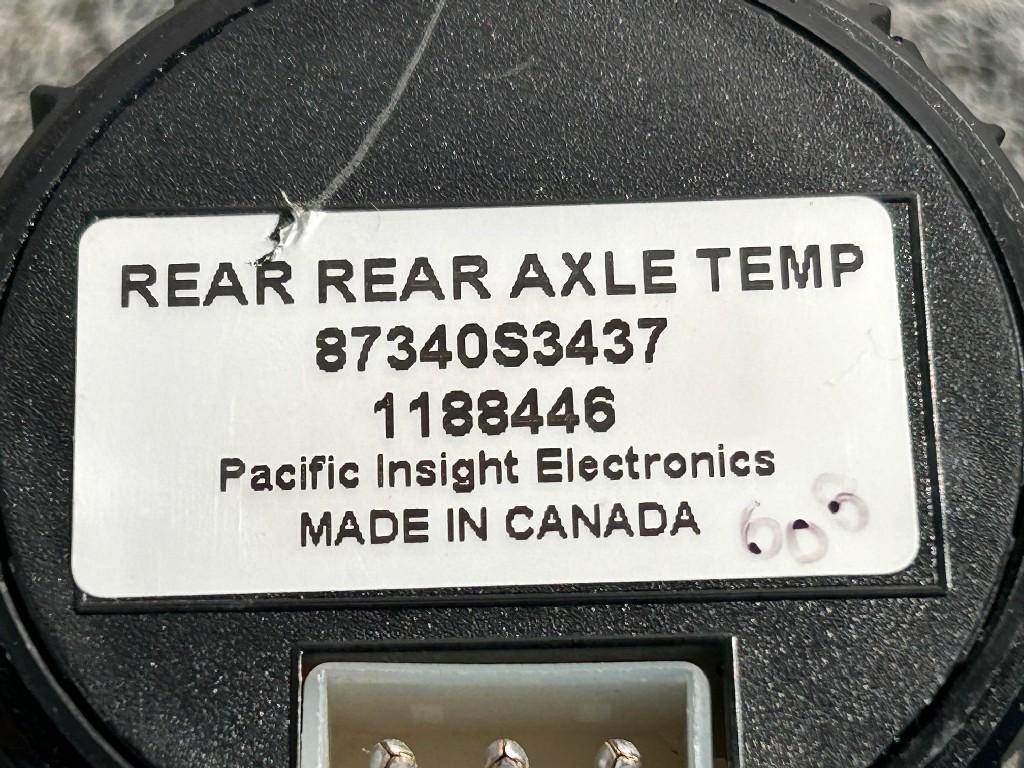 REAR REAR AXLE TEMP
87340S3437
1188446
Pacific Insight Electronics
MADE IN CANADA